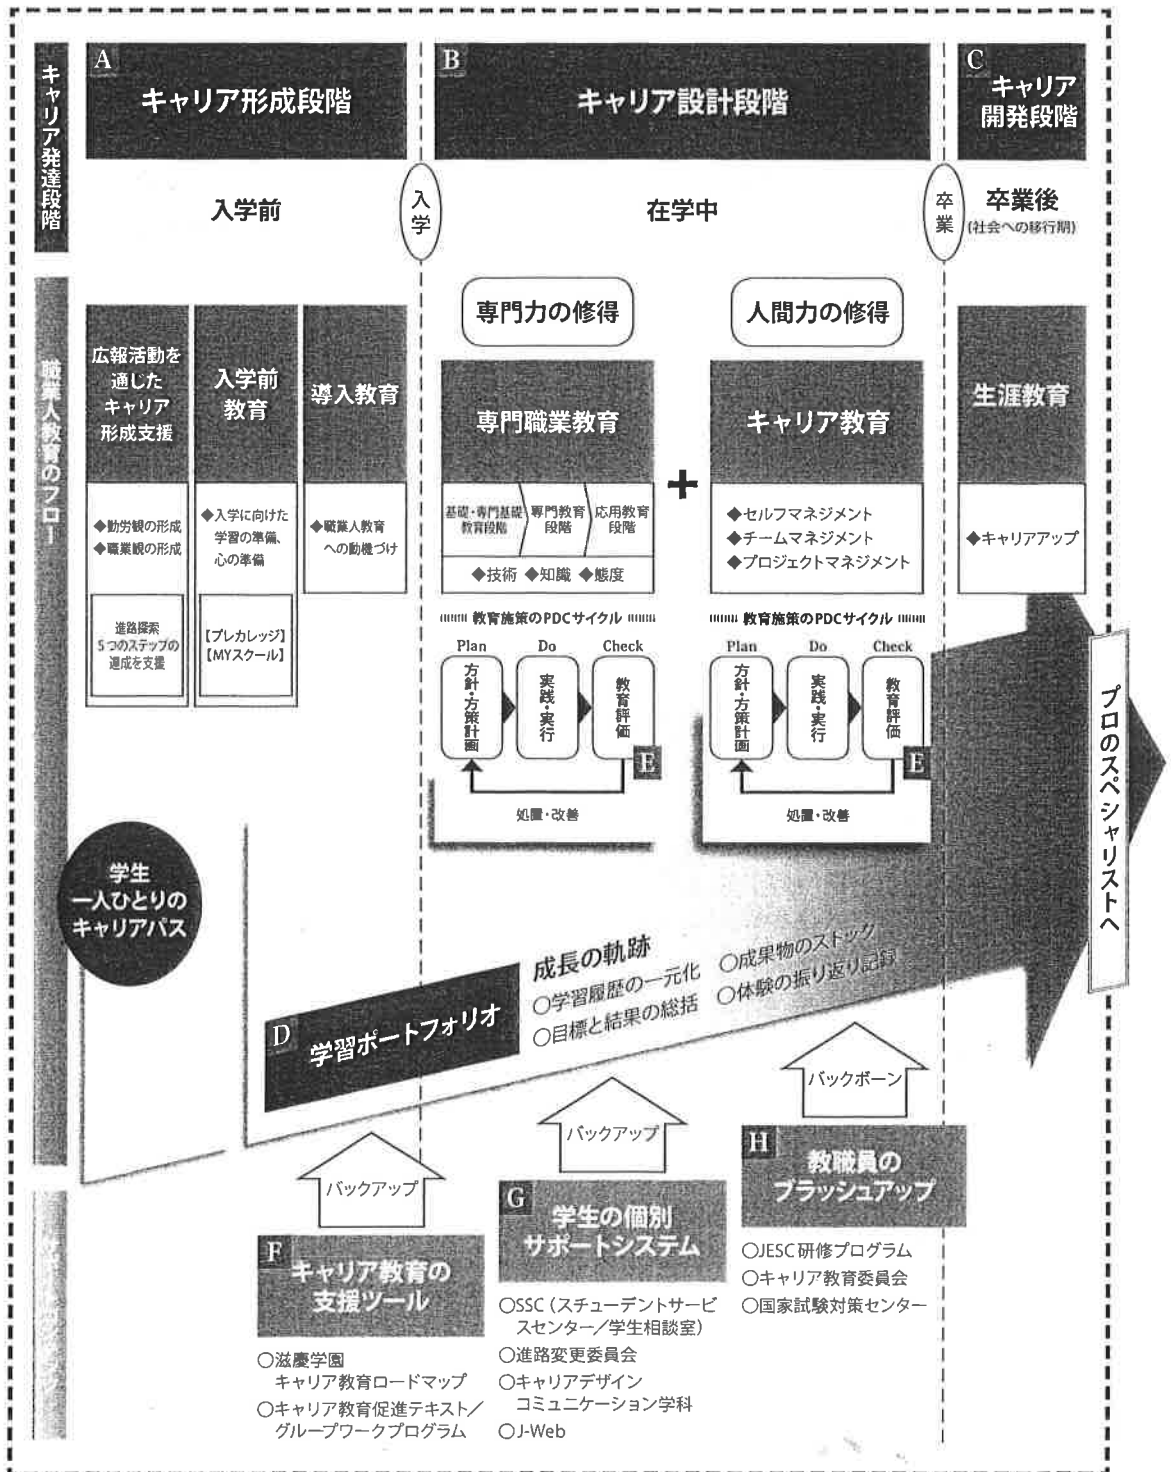 キャリア発達段階
A
キャリア形成段階
B
キャリア設計段階
C
キャリア
開発段階
入学前
入学
在学中
卒業
卒業後
(社会への移行期)
職業人教育のフロー
広報活動を
通じた
キャリア
形成支援
◆勤労観の形成
◆職業観の形成
進路探索
5つのステップの
達成を支援
入学前
教育
◆入学に向けた
学習の準備、
心の準備
【プレカレッジ】
【MYスクール】
導入教育
◆職業人教育
への動機づけ
専門力の修得
専門職業教育
基礎・専門基礎
教育段階
専門教育
段階
応用教育
段階
◆技術 ◆知識 ◆態度
教育施策のPDCサイクル
Plan Do Check
方針・方策計画
実践・実行
教育評価
E
処置・改善
+
人間力の修得
キャリア教育
◆セルフマネジメント
◆チームマネジメント
◆プロジェクトマネジメント
教育施策のPDCサイクル
Plan Do Check
方針・方策計画
実践・実行
教育評価
E
処置・改善
生涯教育
◆キャリアアップ
プロのスペシャリストへ
学生
一人ひとりの
キャリアパス
D
学習ポートフォリオ
成長の軌跡
○学習履歴の一元化
○目標と結果の総括
○成果物のストック
○体験の振り返り記録
バックアップ
F
キャリア教育の
支援ツール
○滋慶学園
キャリア教育ロードマップ
○キャリア教育促進テキスト/
グループワークプログラム
バックアップ
G
学生の個別
サポートシステム
○SSC(スチューデントサービ
スセンター/学生相談室)
○進路変更委員会
○キャリアデザイン
コミュニケーション学科
○J-Web
バックボーン
H
教職員の
ブラッシュアップ
○JESC研修プログラム
○キャリア教育委員会
○国家試験対策センター